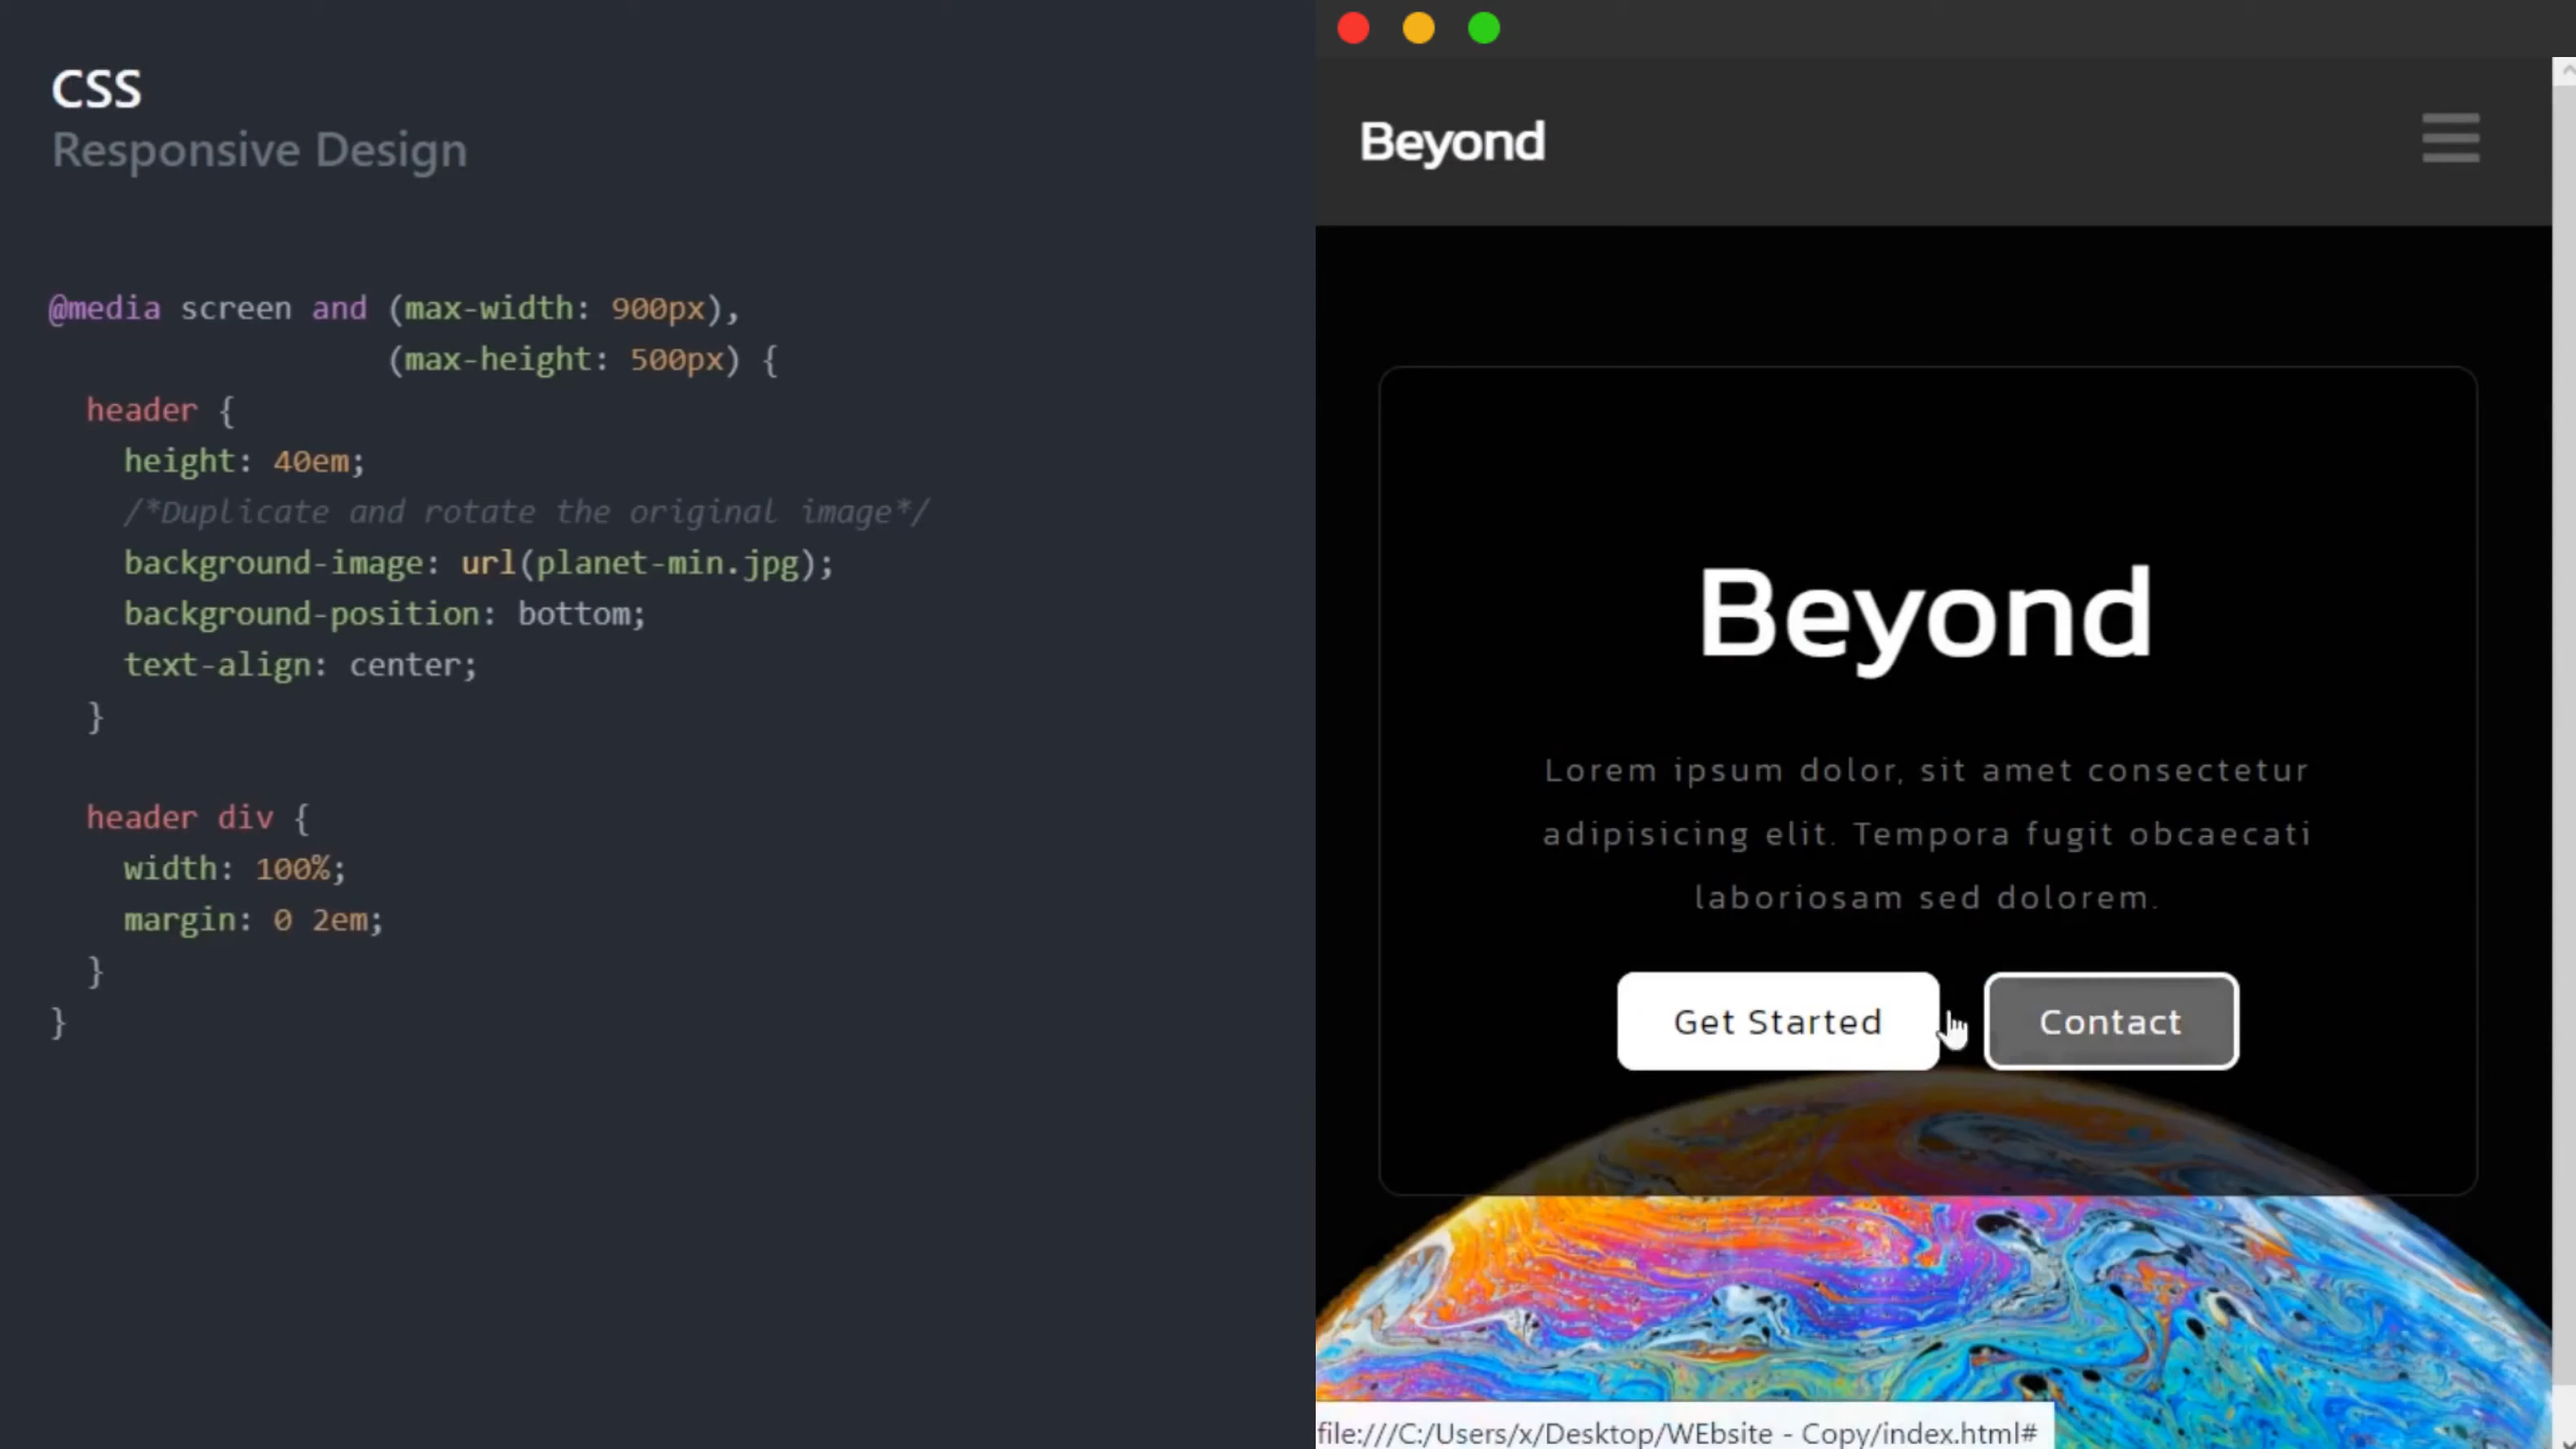 CSS
Responsive Design
@media screen and (max-width: 900px),
(max-height: 500px) {
header {
height: 40em;
/*Duplicate and rotate the original image*/
background-image: url(planet-min.jpg);
background-position: bottom;
text-align: center;
}
header div {
width: 100%;
margin: 0 2em;
}
}
Beyond
Beyond
Lorem ipsum dolor, sit amet consectetur
adipisicing elit. Tempora fugit obcaecati
laboriosam sed dolorem.
Get Started
Contact
file:///C:/Users/x/Desktop/WEbsite - Copy/index.html#